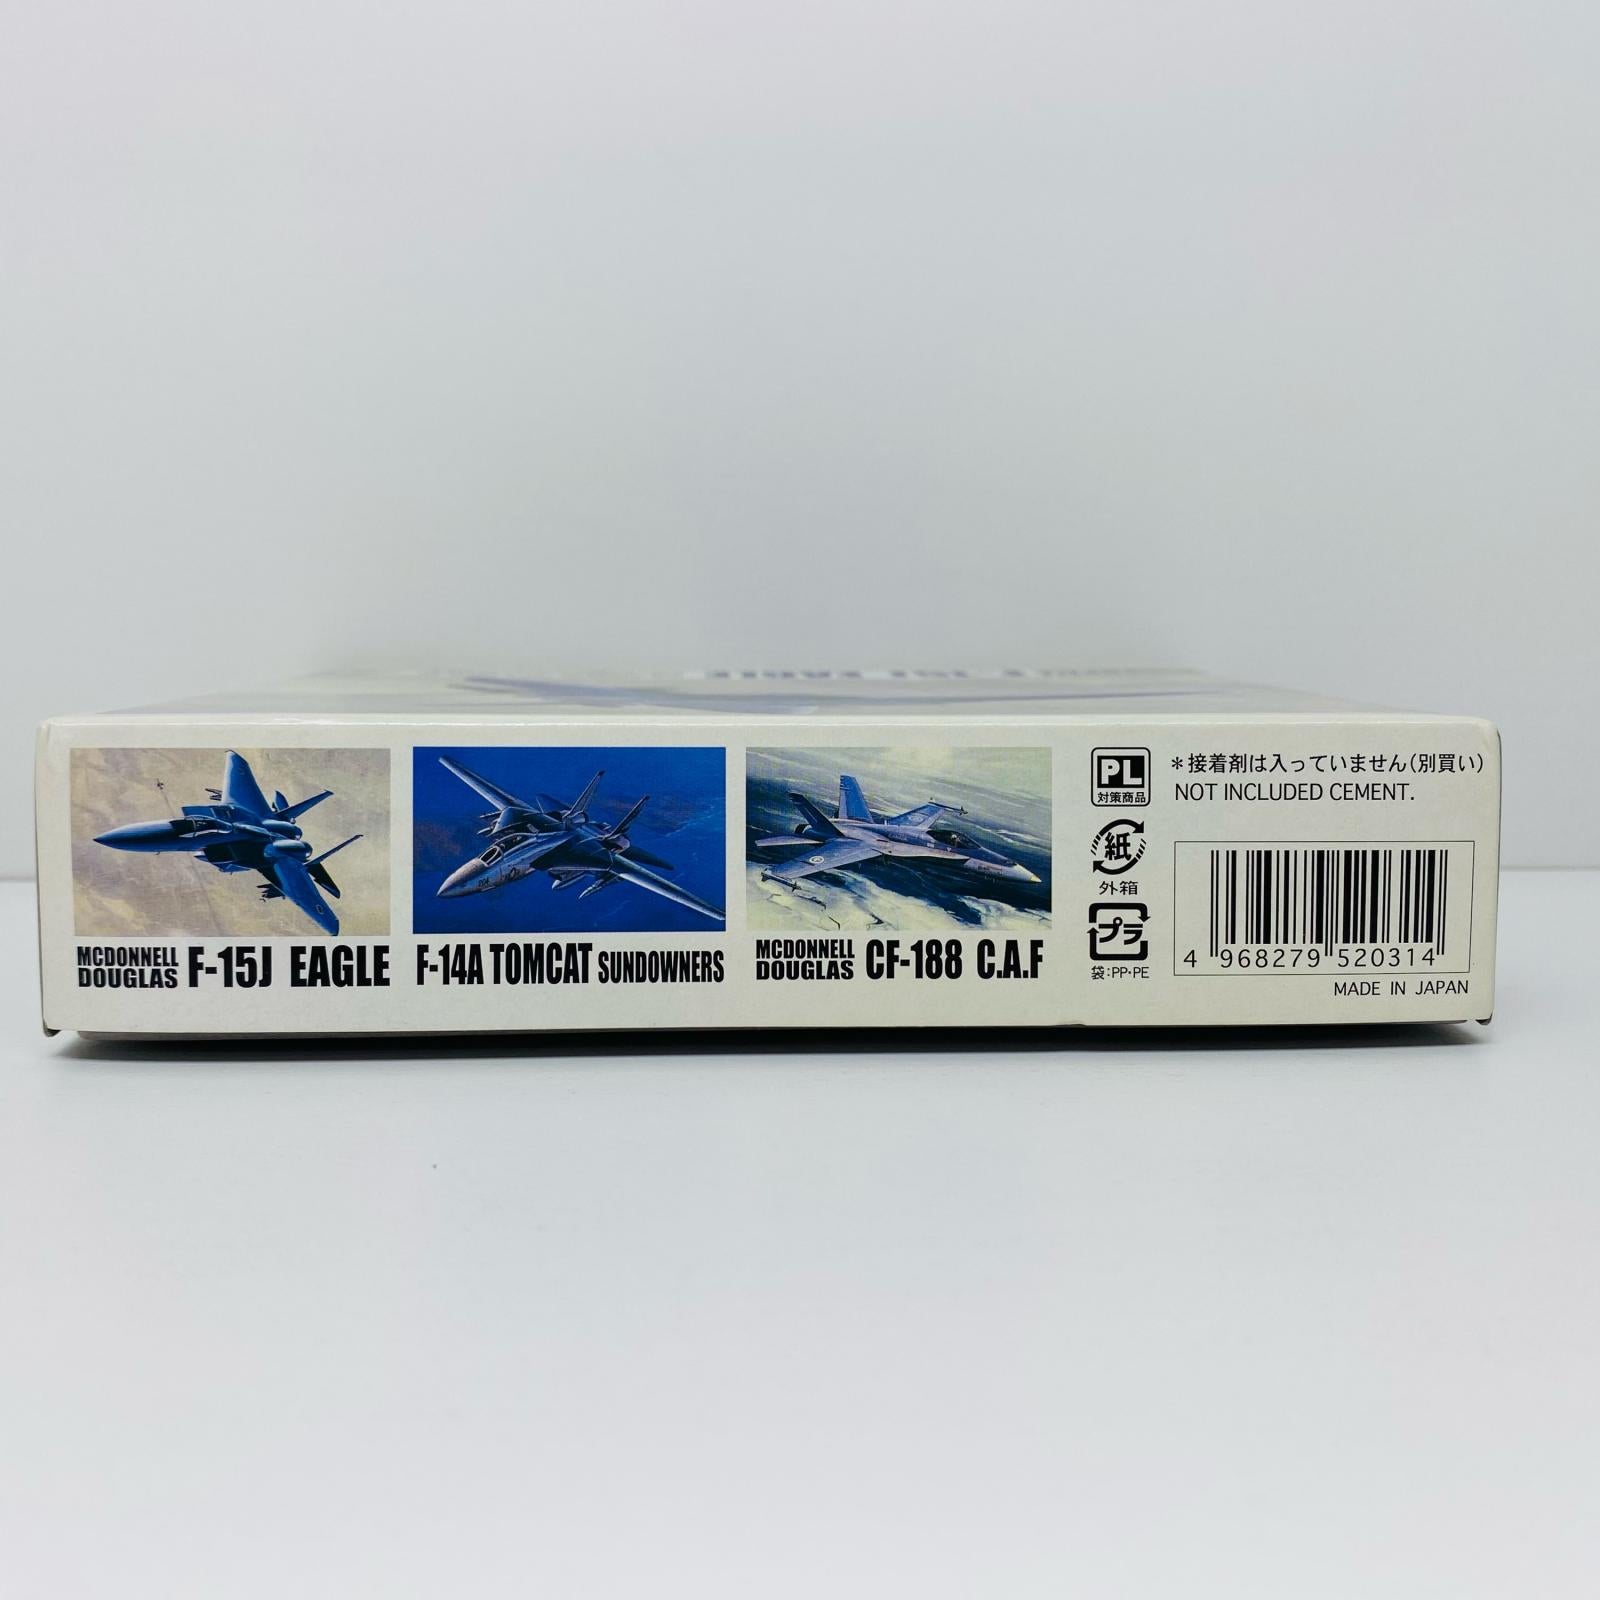 MCDONNELL
DOUGLAS F-15J EAGLE
F-14A TOMCAT SUNDOWNERS
MCDONNELL
DOUGLAS CF-188 C.A.F
PL
対策商品
紙
外箱
プラ
袋:PP・PE
*接着剤は入っていません(別買い)
NOT INCLUDED CEMENT.
4 968279 520314
MADE IN JAPAN